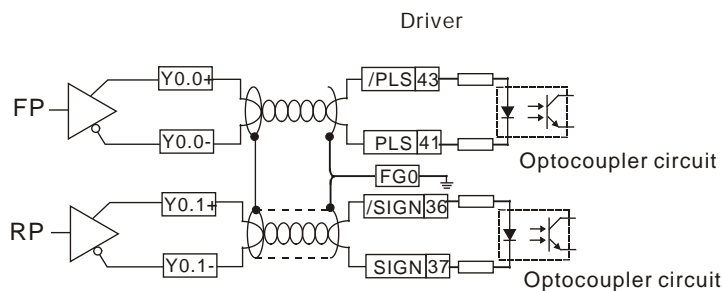 Driver
Y0.0+
/PLS 43
FP
Y0.0-
PLS 41
Optocoupler circuit
FG0
Y0.1+
/SIGN 36
RP
Y0.1-
SIGN 37
Optocoupler circuit